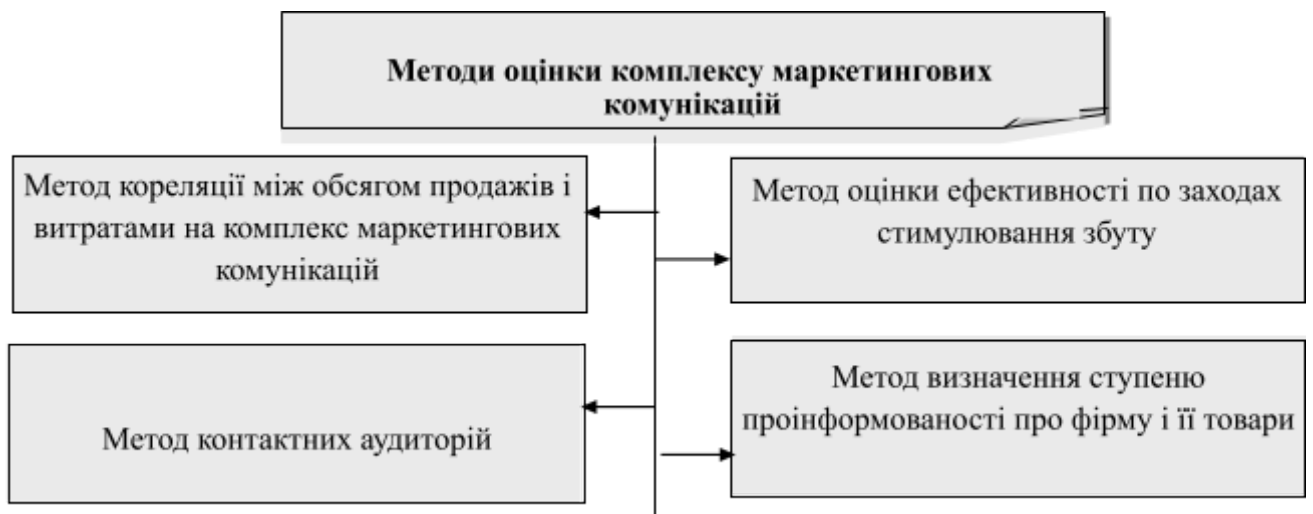 Методи оцінки комплексу маркетингових
комунікацій
Метод кореляції між обсягом продажів і
витратами на комплекс маркетингових
комунікацій
Метод оцінки ефективності по заходах
стимулювання збуту
Метод контактних аудиторій
Метод визначення ступеню
проінформованості про фірму і її товари